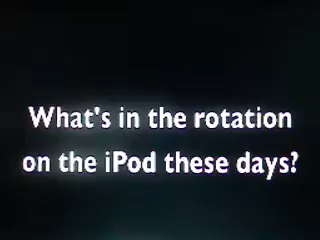 What's in the rotation
on the iPod these days?